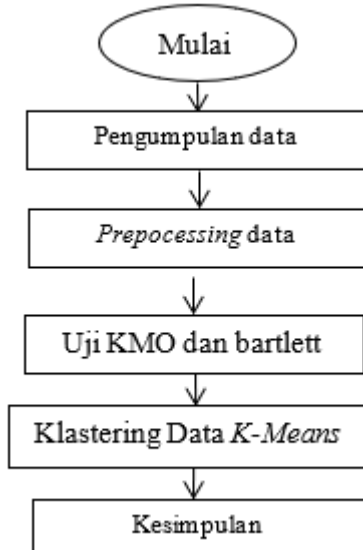 Mulai
Pengumpulan data
Prepocessing data
Uji KMO dan bartlett
Klastering Data K-Means
Kesimpulan